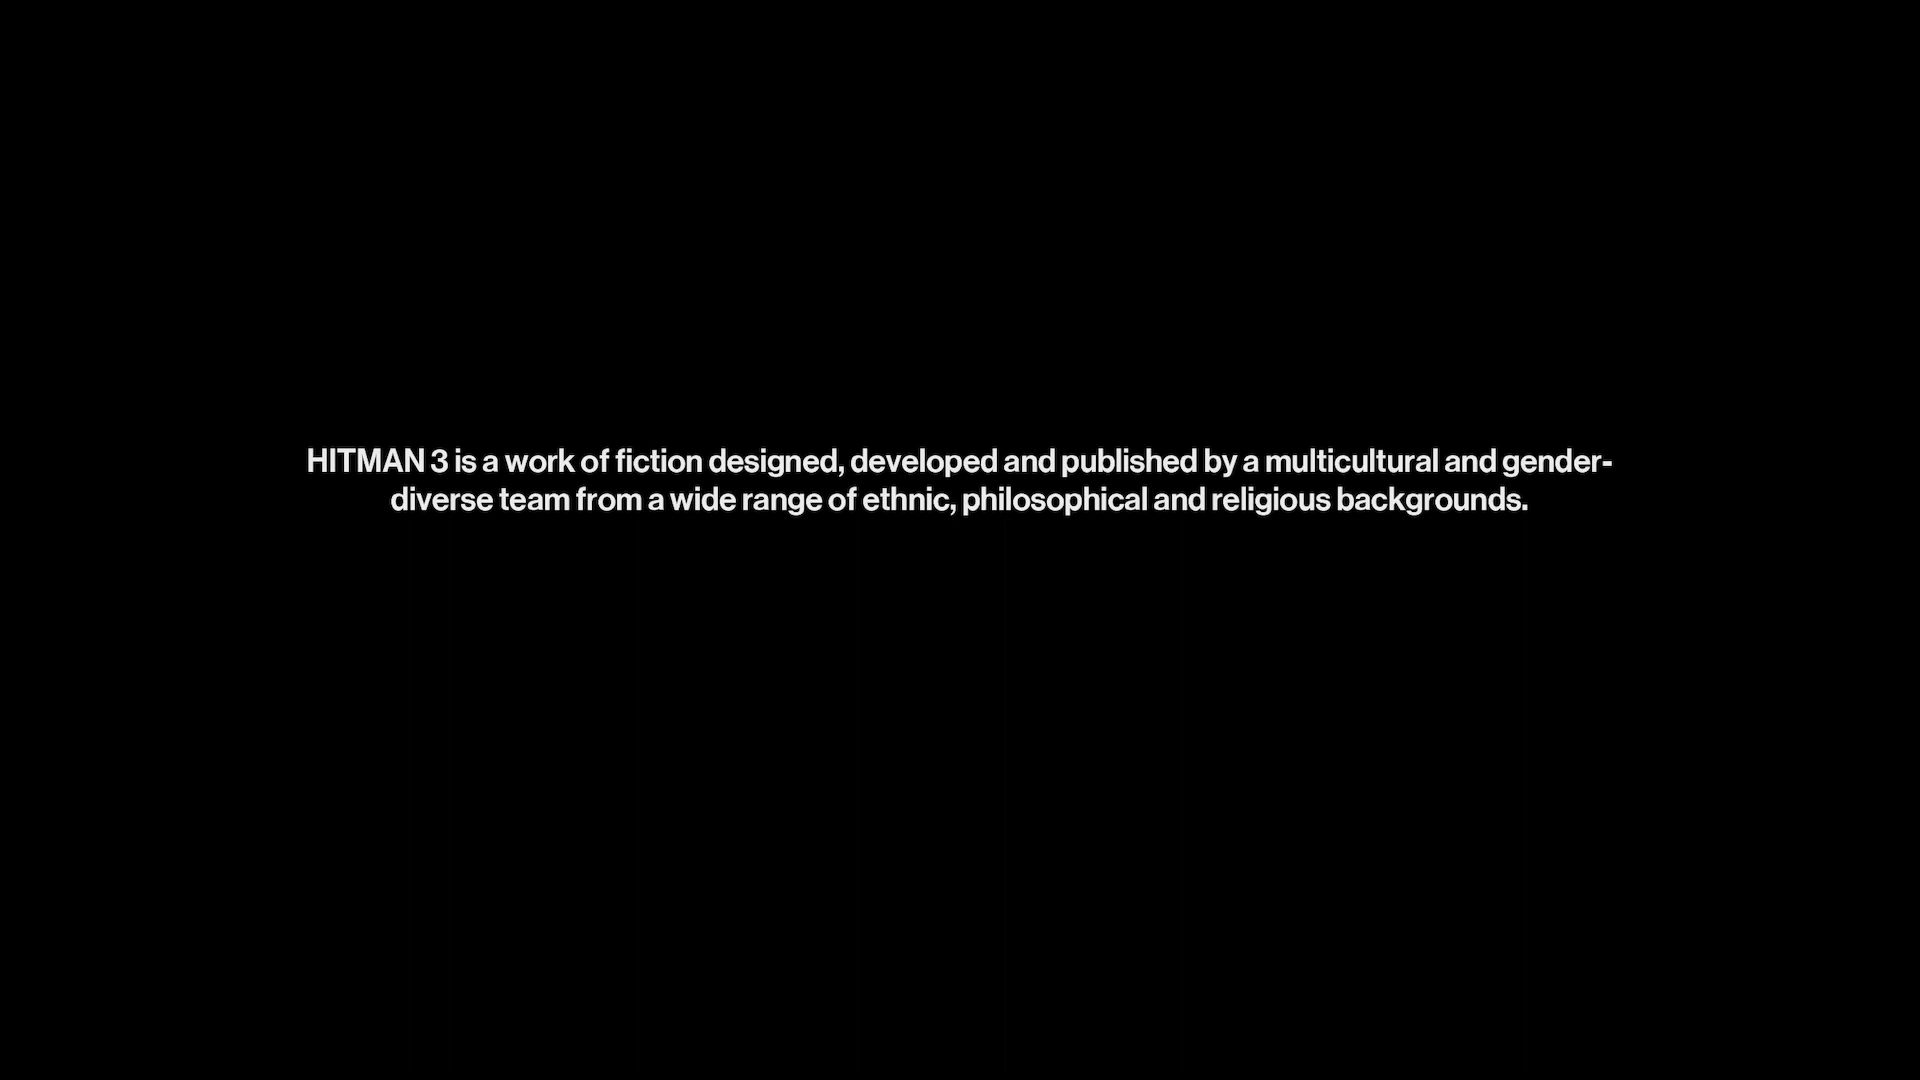 HITMAN 3 is a work of fiction designed, developed and published by a multicultural and gender-
diverse team from a wide range of ethnic, philosophical and religious backgrounds.